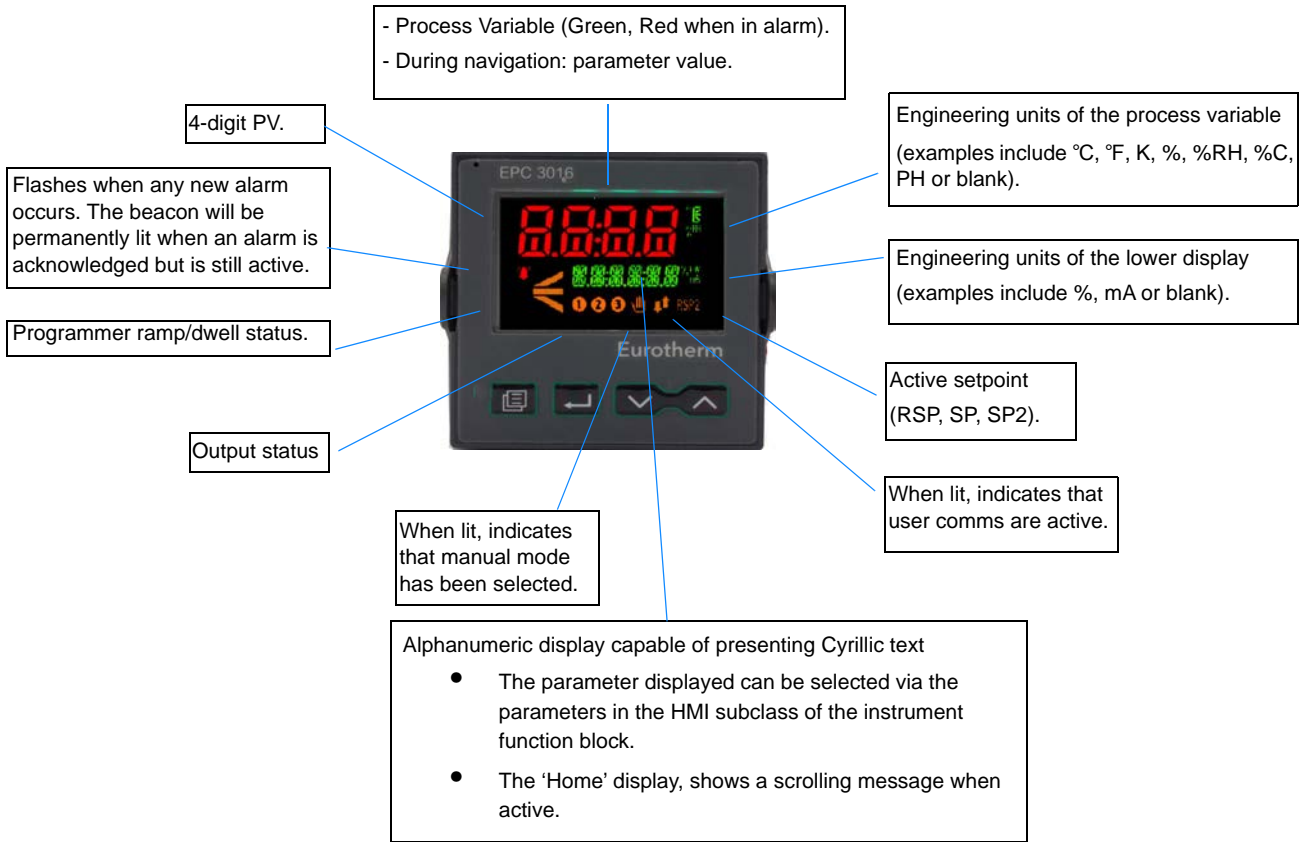 - Process Variable (Green, Red when in alarm).
- During navigation: parameter value.
4-digit PV.
Engineering units of the process variable
(examples include °C, °F, K, %, %RH, %C,
PH or blank).
Flashes when any new alarm
occurs. The beacon will be
permanently lit when an alarm is
acknowledged but is still active.
EPC 3016
Engineering units of the lower display
(examples include %, mA or blank).
1 2 3 RSP2
Programmer ramp/dwell status.
Eurotherm
Active setpoint
(RSP, SP, SP2).
Output status
When lit, indicates that
user comms are active.
When lit, indicates
that manual mode
has been selected.
Alphanumeric display capable of presenting Cyrillic text
• The parameter displayed can be selected via the
parameters in the HMI subclass of the instrument
function block.
• The ‘Home’ display, shows a scrolling message when
active.